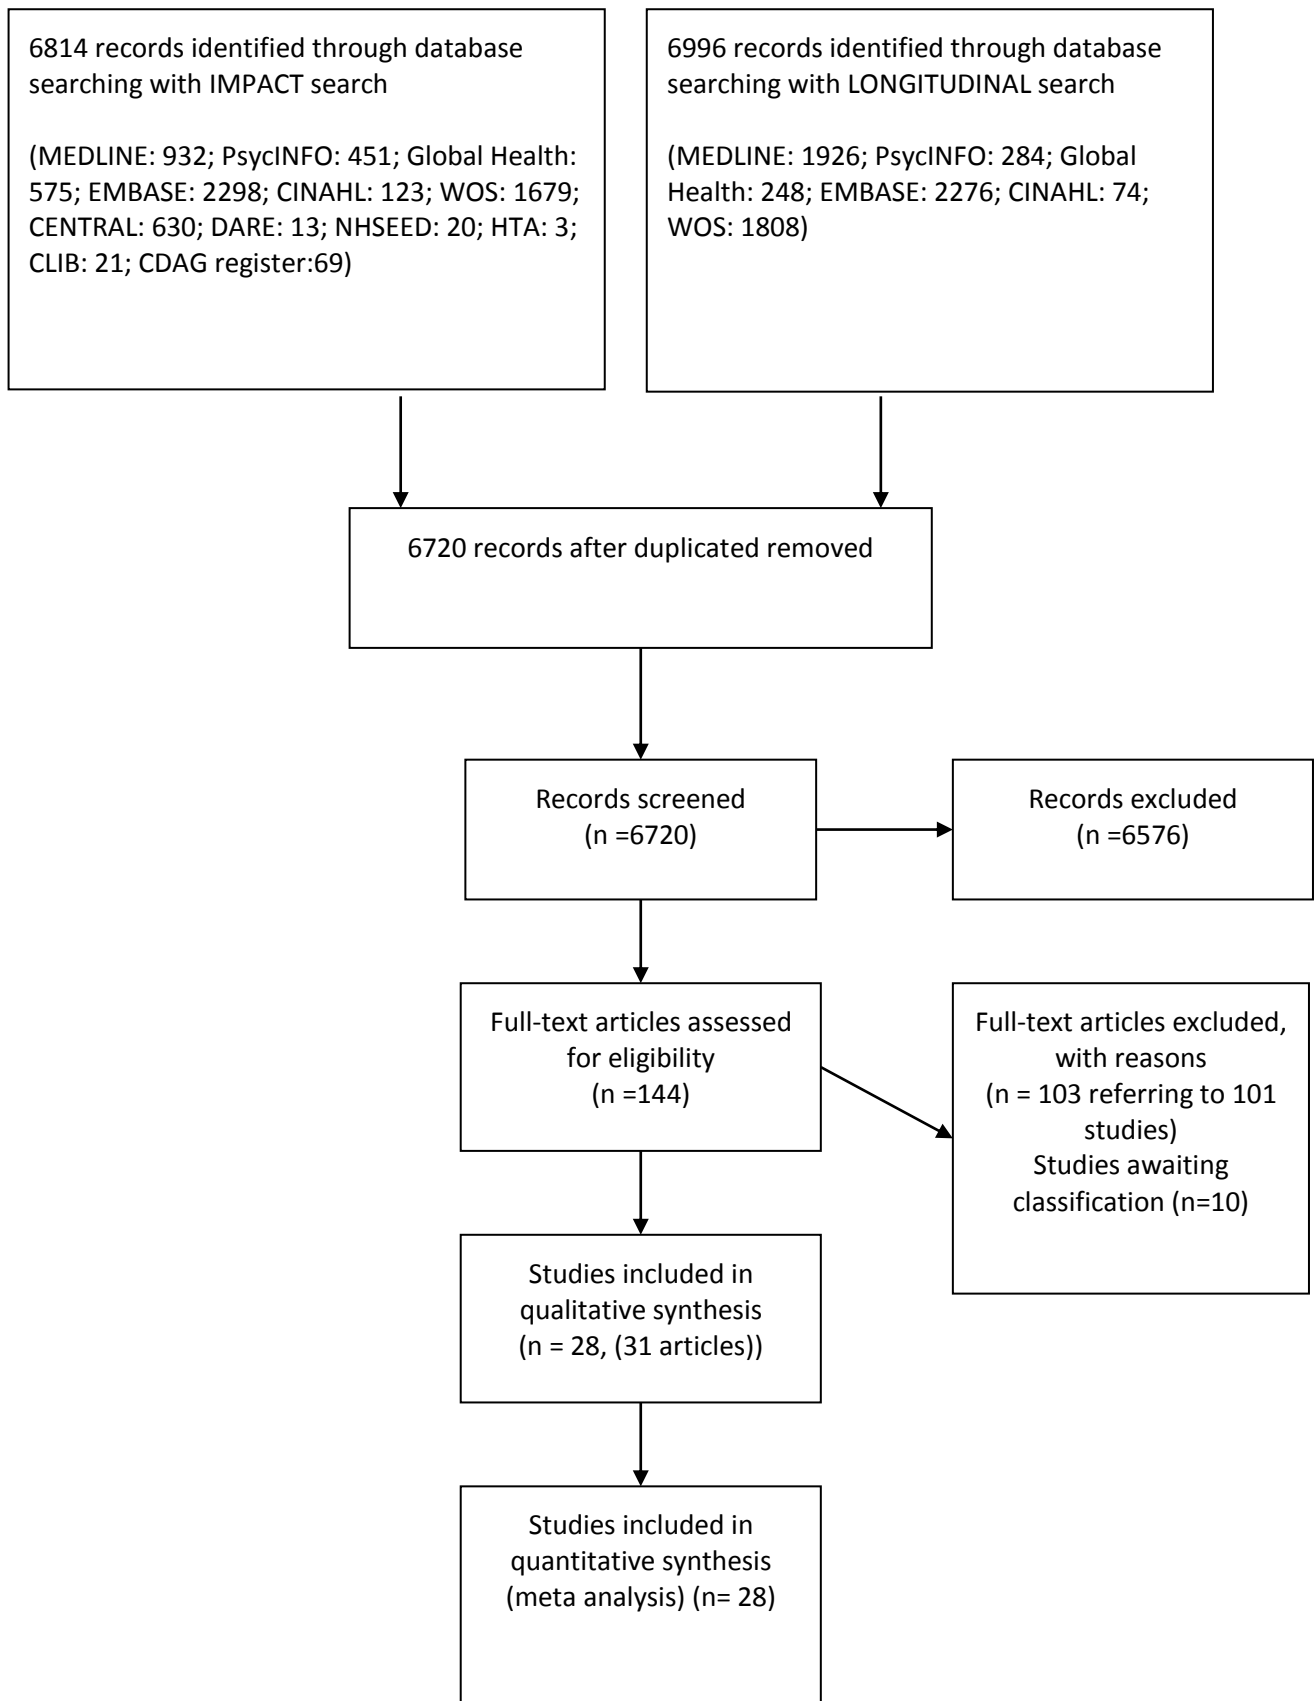 6814 records identified through database
searching with IMPACT search
(MEDLINE: 932; PsycINFO: 451; Global Health:
575; EMBASE: 2298; CINAHL: 123; WOS: 1679;
CENTRAL: 630; DARE: 13; NHSEED: 20; HTA: 3;
CLIB: 21; CDAG register:69)
6996 records identified through database
searching with LONGITUDINAL search
(MEDLINE: 1926; PsycINFO: 284; Global
Health: 248; EMBASE: 2276; CINAHL: 74;
WOS: 1808)
6720 records after duplicated removed
Records screened
(n =6720)
Records excluded
(n =6576)
Full-text articles assessed
for eligibility
(n =144)
Full-text articles excluded,
with reasons
(n = 103 referring to 101
studies)
Studies awaiting
classification (n=10)
Studies included in
qualitative synthesis
(n = 28, (31 articles))
Studies included in
quantitative synthesis
(meta analysis) (n= 28)